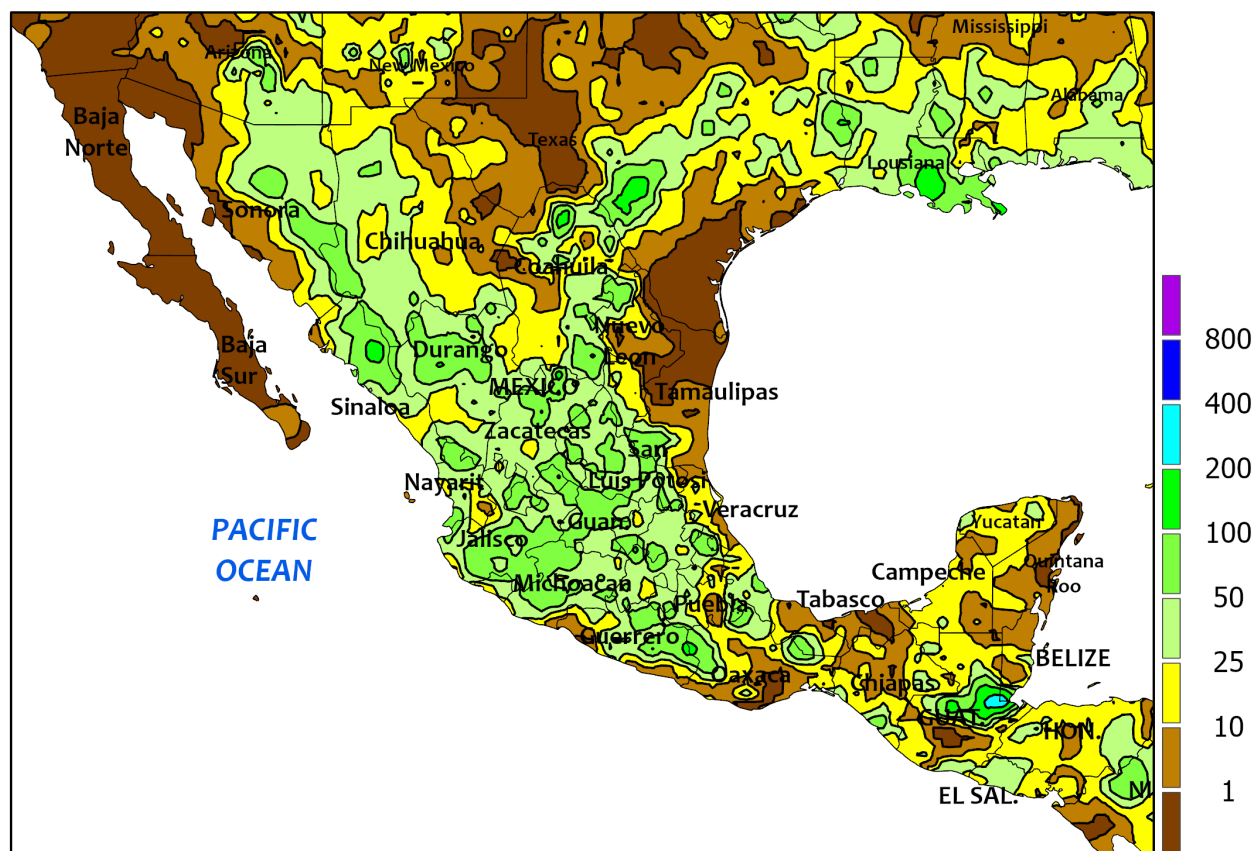 Mississippi
Arizona
New Mexico
Alabama
Baja
Norte
Texas
Lousiana
Sonora
Chihuahua
Coahuila
Nuevo
Leon
Baja
Sur
Durango
MEXICO
Tamaulipas
Sinaloa
Zacatecas
San
Luis Potosi
Nayarit
Veracruz
Guano
Yucatan
PACIFIC
OCEAN
Jalisco
Quintana
Roo
Campeche
Michoacan
Puebla
Tabasco
Guerrero
BELIZE
Oaxaca
Chiapas
GUAT.
HON.
EL SAL.
NI
800
400
200
100
50
25
10
1